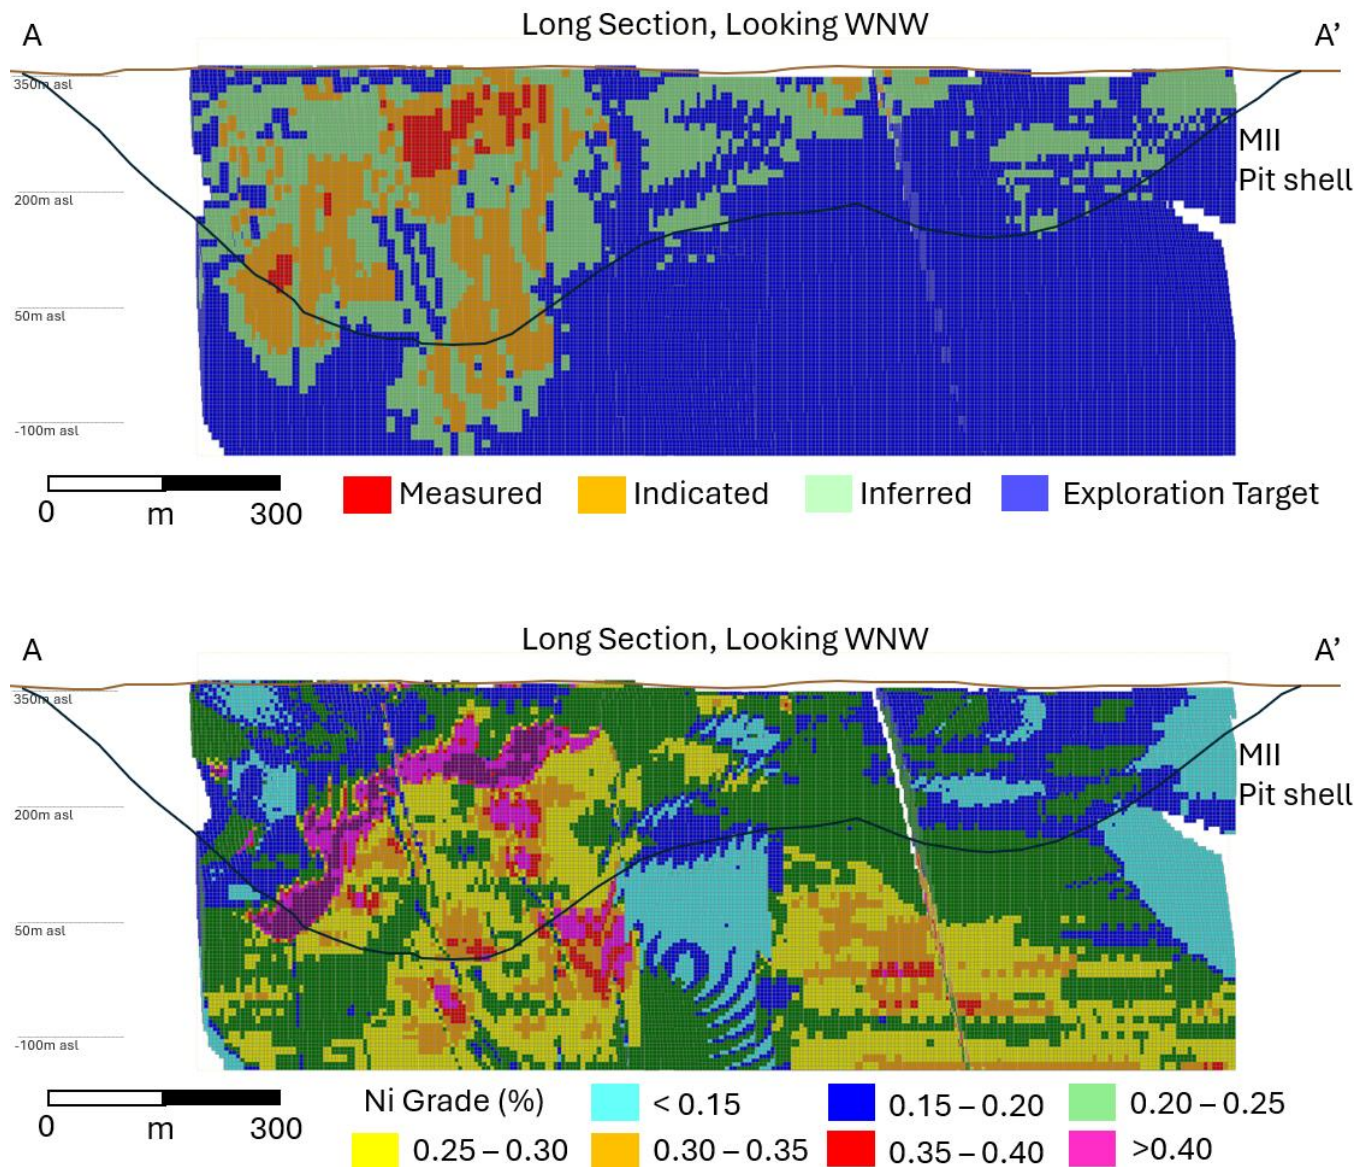 Long Section, Looking WNW
A A’
350m asl
MII
Pit shell
200m asl
50m asl
-100m asl
Measured Indicated Inferred Exploration Target
0 m 300
Long Section, Looking WNW
A A’
350m asl
MII
Pit shell
200m asl
50m asl
-100m asl
Ni Grade (%) < 0.15 0.15 – 0.20 0.20 – 0.25
0 m 300
0.25 – 0.30 0.30 – 0.35 0.35 – 0.40 >0.40